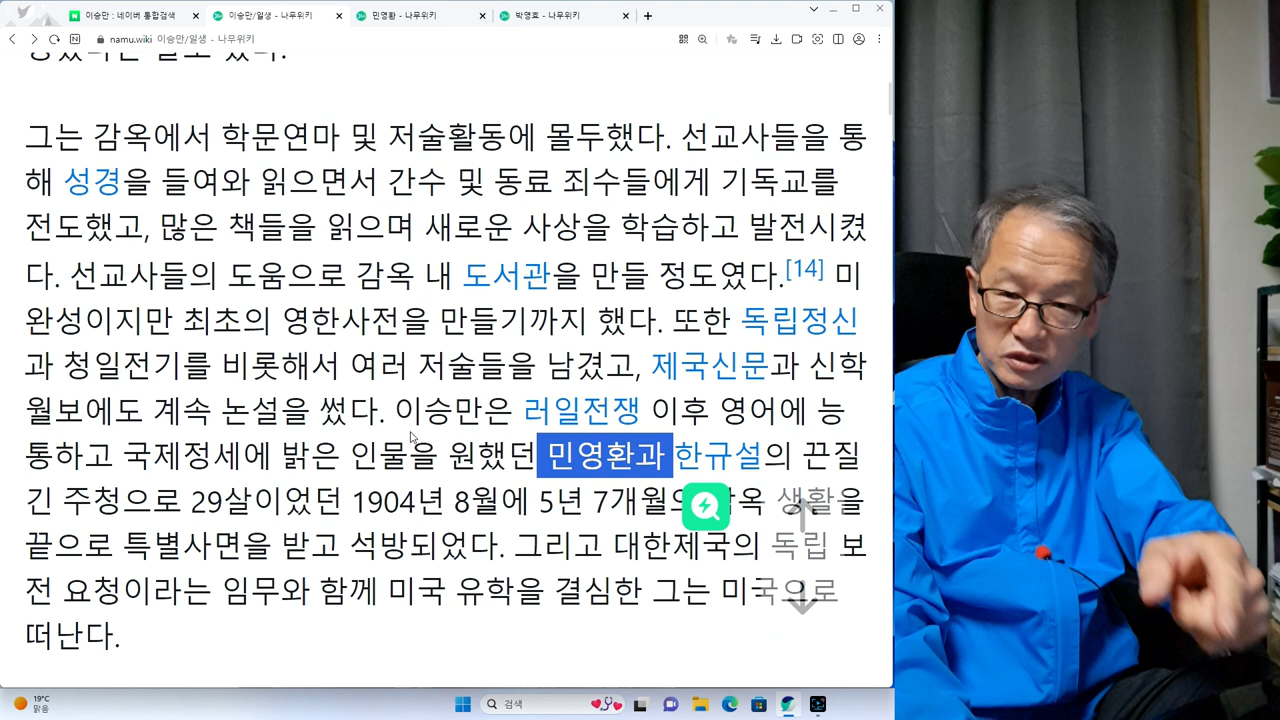 이승만 : 네이버 통합검색
이승만/일생 - 나무위키
민영환 - 나무위키
박영효 - 나무위키
namu.wiki 이승만/일생 - 나무위키
그는 감옥에서 학문연마 및 저술활동에 몰두했다. 선교사들을 통
해 성경을 들여와 읽으면서 간수 및 동료 죄수들에게 기독교를
전도했고, 많은 책들을 읽으며 새로운 사상을 학습하고 발전시켰
다. 선교사들의 도움으로 감옥 내 도서관을 만들 정도였다.[14] 미
완성이지만 최초의 영한사전을 만들기까지 했다. 또한 독립정신
과 청일전기를 비롯해서 여러 저술들을 남겼고, 제국신문과 신학
월보에도 계속 논설을 썼다. 이승만은 러일전쟁 이후 영어에 능
통하고 국제정세에 밝은 인물을 원했던 민영환과 한규설의 끈질
긴 주청으로 29살이었던 1904년 8월에 5년 7개월 생활을
끝으로 특별사면을 받고 석방되었다. 그리고 대한제국의 독립 보
전 요청이라는 임무와 함께 미국 유학을 결심한 그는 미국으로
떠난다.
19°C
맑음
검색